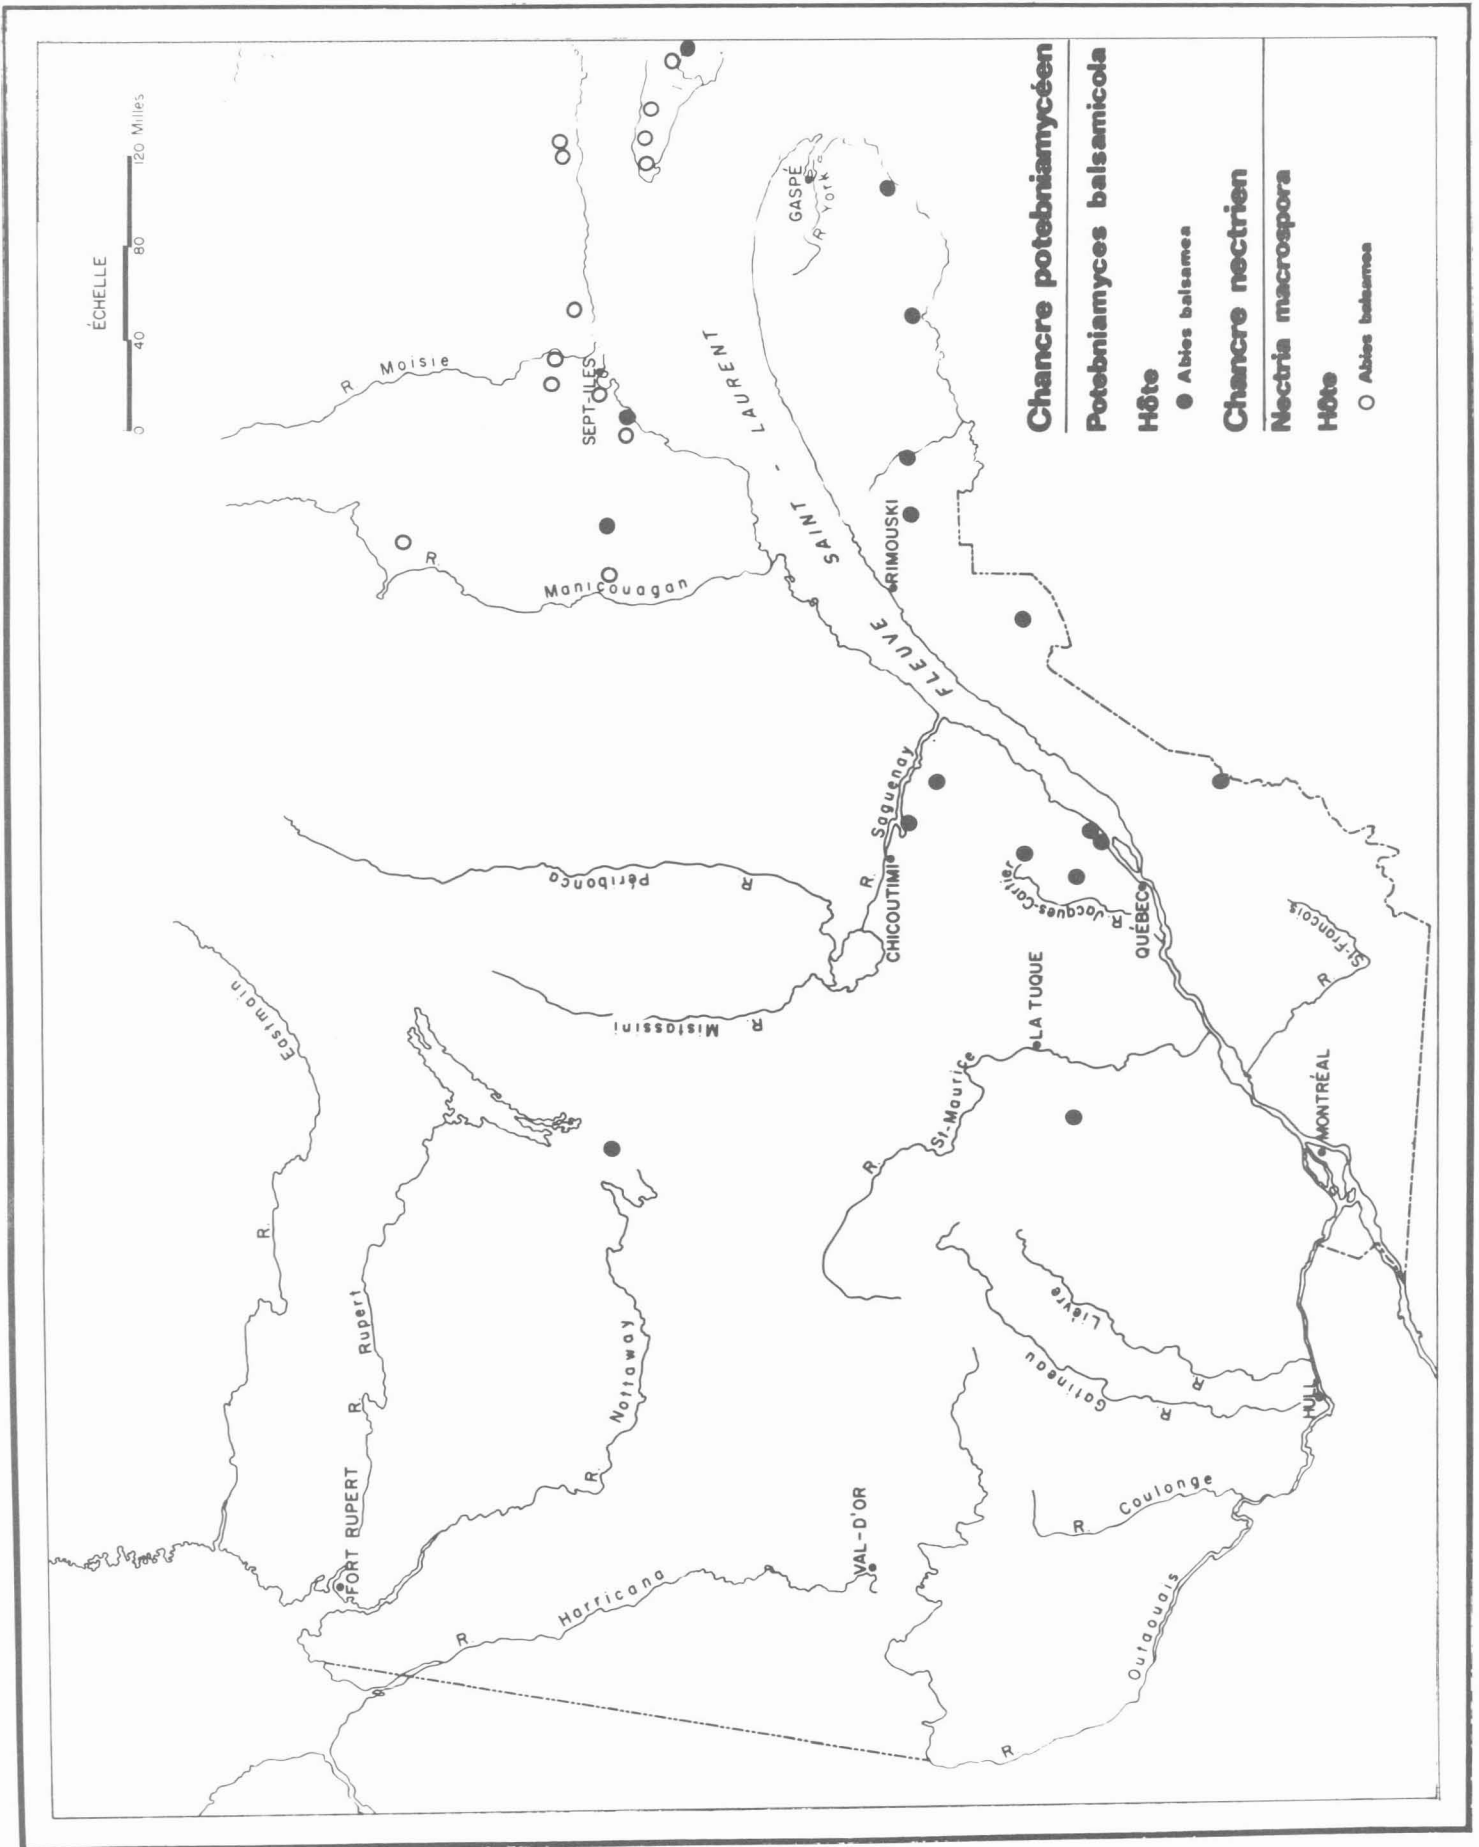 ÉCHELLE
0 40 80 120 Milles
R. Eastmain
FORT RUPERT
R. Rupert
R. Nottaway
R. Harricana
VAL-D'OR
R. Outaouais
R. Coulonge
R. Gatineau
R. Lièvre
HULL
MONTRÉAL
R. St-Maurice
LA TUQUE
R. Mistassini
R. Péribonca
CHICOUTIMI
R. Saguenay
R. Jacques-Cartier
QUÉBEC
R. St-François
R. Manicouagan
R. Moisie
SEPT-ILES
FLEUVE SAINT - LAURENT
RIMOUSKI
GASPÉ
R. York
Chancre potebniamycéen
Potebniamyces balsamicola
Hôte
Abies balsamea
Chancre nectrien
Nectria macrospora
Hôte
Abies balsamea